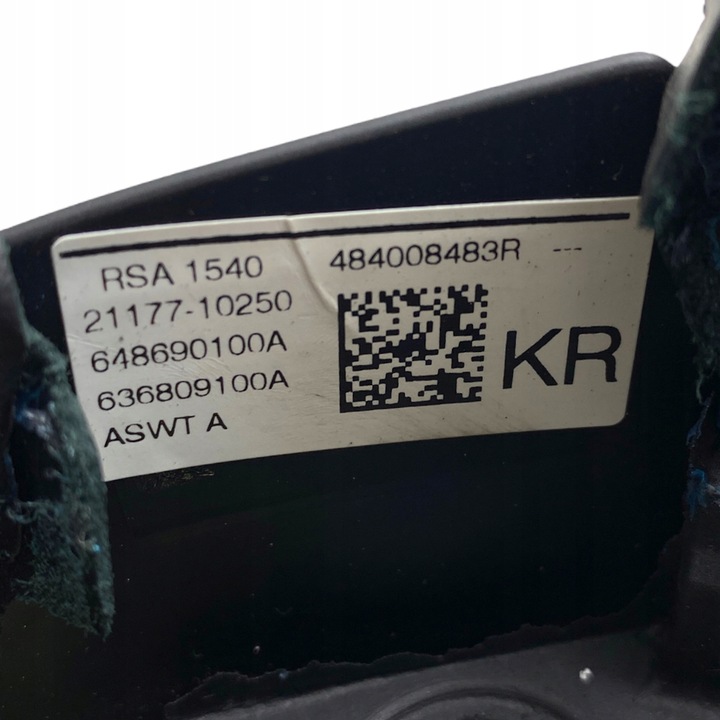 RSA 1540
21177-10250
648690100A
636809100A
ASWT A
484008483R ---
KR